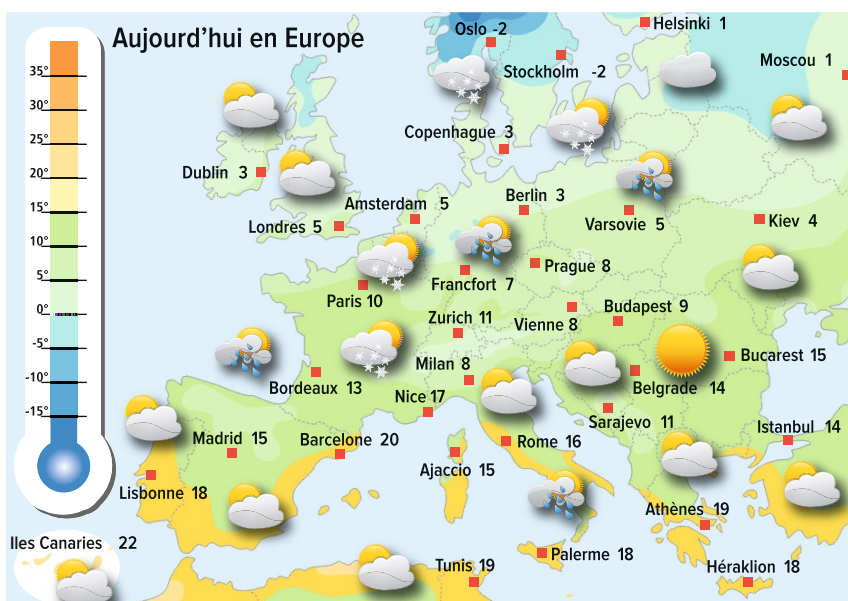 Aujourd'hui en Europe
35°
30°
25°
20°
15°
10°
5°
0°
-5°
-10°
-15°
Oslo -2
Helsinki 1
Stockholm -2
Moscou 1
Copenhague 3
Dublin 3
Amsterdam 5
Berlin 3
Londres 5
Varsovie 5
Kiev 4
Prague 8
Francfort 7
Paris 10
Zurich 11
Vienne 8
Budapest 9
Bucarest 15
Milan 8
Bordeaux 13
Belgrade 14
Nice 17
Sarajevo 11
Istanbul 14
Madrid 15
Barcelone 20
Rome 16
Ajaccio 15
Lisbonne 18
Athènes 19
Iles Canaries 22
Palerme 18
Tunis 19
Héraklion 18